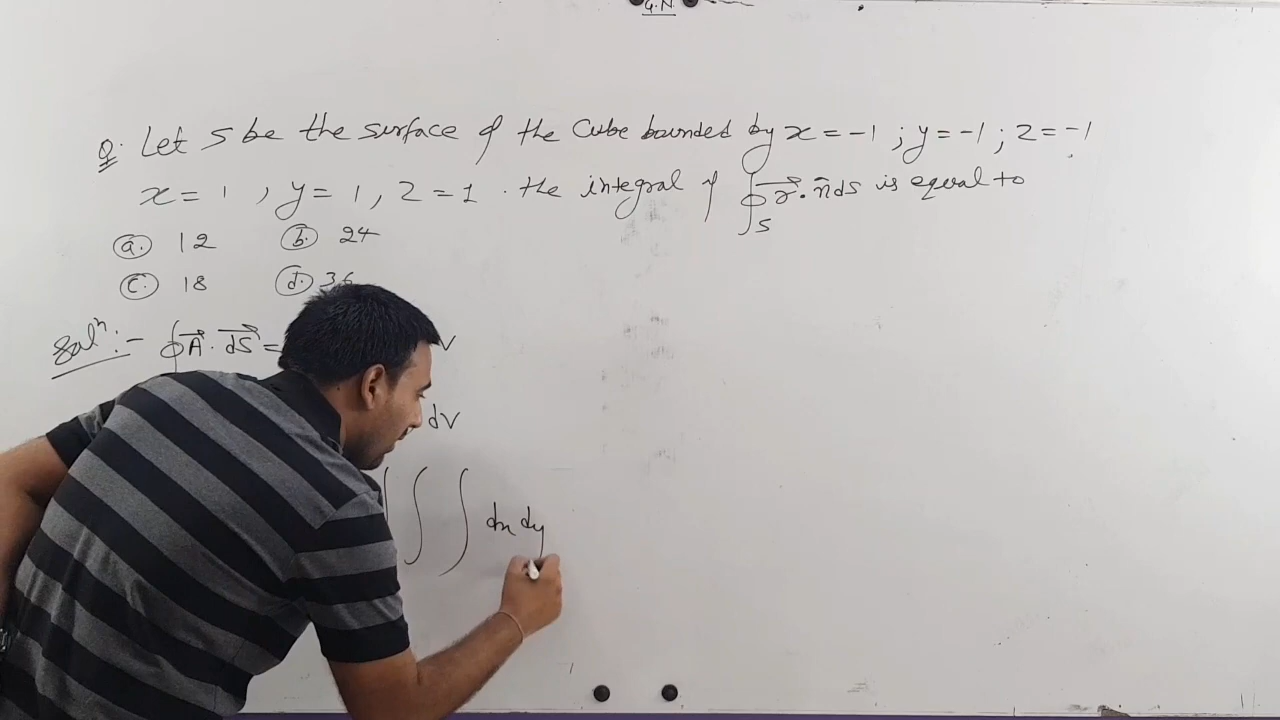 G.N
Q. Let S be the surface of the Cube bounded by x = -1 ; y = -1 ; z = -1
x = 1 , y = 1 , z = 1 . the integral of ∮_S r⃗ · n̂ ds is equal to
(a.) 12 (b.) 24
(c.) 18 (d.) 36
Solⁿ :- ∮ A⃗ · dS⃗ = V
dV
∫ ∫ ∫ dx dy